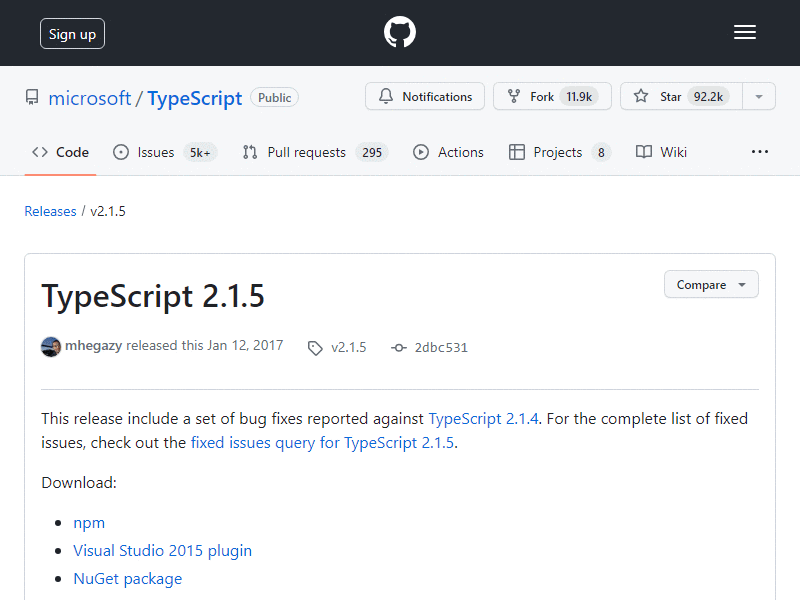 Sign up
microsoft / TypeScript Public
Notifications Fork 11.9k Star 92.2k
Code Issues 5k+ Pull requests 295 Actions Projects 8 Wiki
Releases / v2.1.5
TypeScript 2.1.5
Compare
mhegazy released this Jan 12, 2017 v2.1.5 2dbc531
This release include a set of bug fixes reported against TypeScript 2.1.4. For the complete list of fixed
issues, check out the fixed issues query for TypeScript 2.1.5.
Download:
npm
Visual Studio 2015 plugin
NuGet package